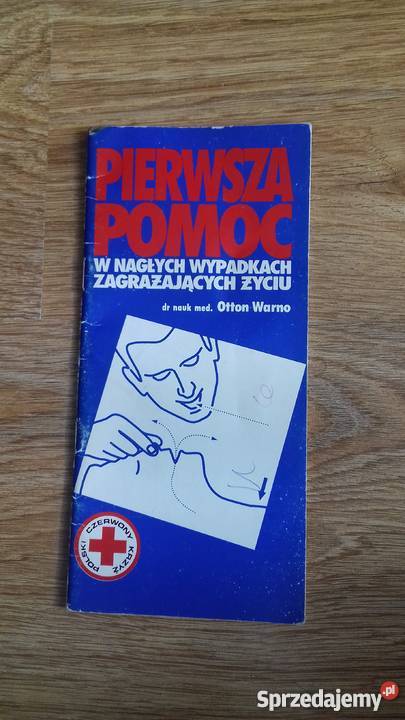 PIERWSZA
POMOC
W NAGŁYCH WYPADKACH
ZAGRAŻAJĄCYCH ŻYCIU
dr nauk med. Otton Warno
POLSKI CZERWONY KRZYŻ
Sprzedajemy.pl